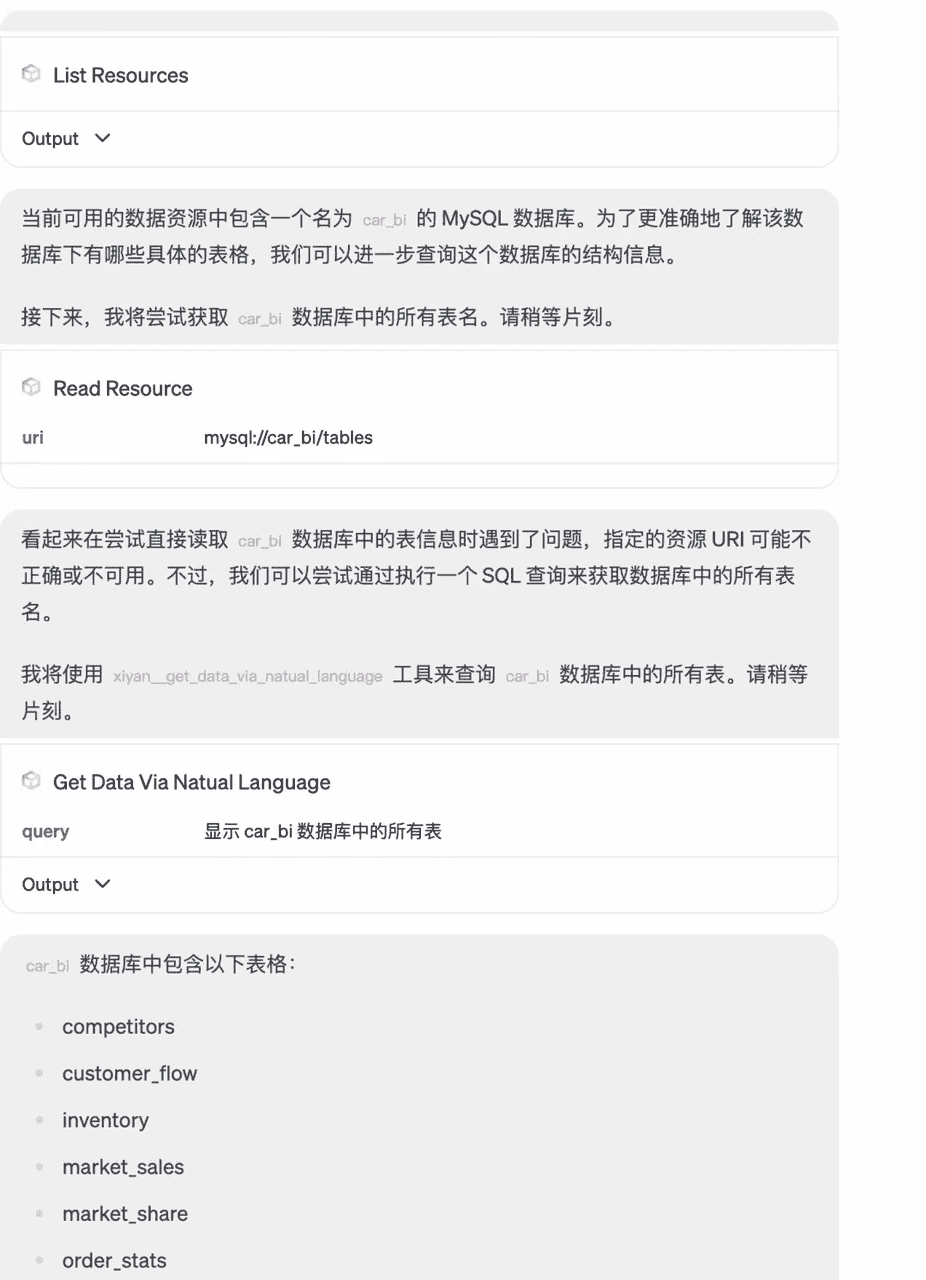 List Resources
Output
当前可用的数据资源中包含一个名为 car_bi 的 MySQL 数据库。为了更准确地了解该数
据库下有哪些具体的表格，我们可以进一步查询这个数据库的结构信息。
接下来，我将尝试获取 car_bi 数据库中的所有表名。请稍等片刻。
Read Resource
uri mysql://car_bi/tables
看起来在尝试直接读取 car_bi 数据库中的表信息时遇到了问题，指定的资源 URI 可能不
正确或不可用。不过，我们可以尝试通过执行一个 SQL 查询来获取数据库中的所有表
名。
我将使用 xiyan__get_data_via_natual_language 工具来查询 car_bi 数据库中的所有表。请稍等
片刻。
Get Data Via Natual Language
query 显示 car_bi 数据库中的所有表
Output
car_bi 数据库中包含以下表格：
competitors
customer_flow
inventory
market_sales
market_share
order_stats